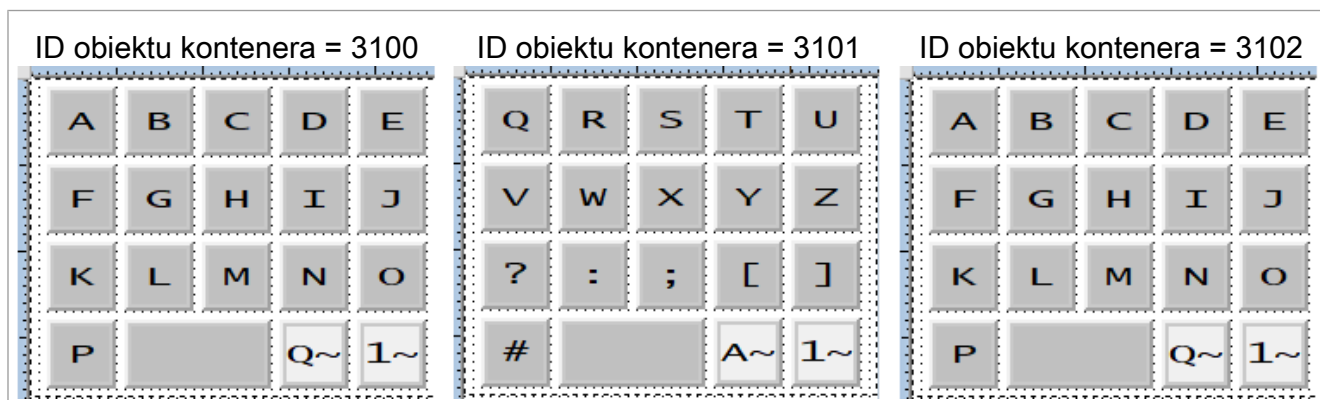 ID obiektu kontenera = 3100
A B C D E
F G H I J
K L M N O
P Q~ 1~
ID obiektu kontenera = 3101
Q R S T U
V W X Y Z
? : ; [ ]
# A~ 1~
ID obiektu kontenera = 3102
A B C D E
F G H I J
K L M N O
P Q~ 1~